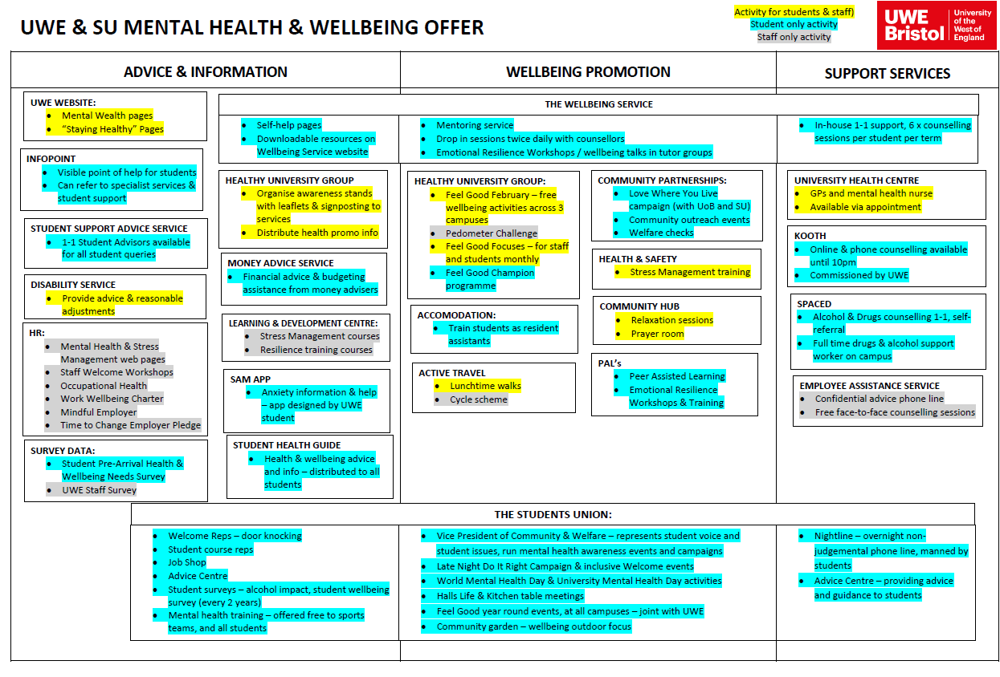 UWE & SU MENTAL HEALTH & WELLBEING OFFER
Activity for students & staff)
Student only activity
Staff only activity
UWE Bristol
University of the West of England
ADVICE & INFORMATION
WELLBEING PROMOTION
SUPPORT SERVICES
UWE WEBSITE:
• Mental Wealth pages
• “Staying Healthy” Pages
INFOPOINT
• Visible point of help for students
• Can refer to specialist services &
student support
STUDENT SUPPORT ADVICE SERVICE
• 1-1 Student Advisors available
for all student queries
DISABILITY SERVICE
• Provide advice & reasonable
adjustments
HR:
• Mental Health & Stress
Management web pages
• Staff Welcome Workshops
• Occupational Health
• Work Wellbeing Charter
• Mindful Employer
• Time to Change Employer Pledge
SURVEY DATA:
• Student Pre-Arrival Health &
Wellbeing Needs Survey
• UWE Staff Survey
THE WELLBEING SERVICE
• Self-help pages
• Downloadable resources on
Wellbeing Service website
• Mentoring service
• Drop in sessions twice daily with counsellors
• Emotional Resilience Workshops / wellbeing talks in tutor groups
• In-house 1-1 support, 6 x counselling
sessions per student per term
HEALTHY UNIVERSITY GROUP
• Organise awareness stands
with leaflets & signposting to
services
• Distribute health promo info
MONEY ADVICE SERVICE
• Financial advice & budgeting
assistance from money advisers
LEARNING & DEVELOPMENT CENTRE:
• Stress Management courses
• Resilience training courses
SAM APP
• Anxiety information & help
– app designed by UWE
student
STUDENT HEALTH GUIDE
• Health & wellbeing advice
and info – distributed to all
students
HEALTHY UNIVERSITY GROUP:
• Feel Good February – free
wellbeing activities across 3
campuses
• Pedometer Challenge
• Feel Good Focuses – for staff
and students monthly
• Feel Good Champion
programme
ACCOMODATION:
• Train students as resident
assistants
ACTIVE TRAVEL
• Lunchtime walks
• Cycle scheme
COMMUNITY PARTNERSHIPS:
• Love Where You Live
campaign (with UoB and SU)
• Community outreach events
• Welfare checks
HEALTH & SAFETY
• Stress Management training
COMMUNITY HUB
• Relaxation sessions
• Prayer room
PAL’s
• Peer Assisted Learning
• Emotional Resilience
Workshops & Training
UNIVERSITY HEALTH CENTRE
• GPs and mental health nurse
• Available via appointment
KOOTH
• Online & phone counselling available
until 10pm
• Commissioned by UWE
SPACED
• Alcohol & Drugs counselling 1-1, self-
referral
• Full time drugs & alcohol support
worker on campus
EMPLOYEE ASSISTANCE SERVICE
• Confidential advice phone line
• Free face-to-face counselling sessions
THE STUDENTS UNION:
• Welcome Reps – door knocking
• Student course reps
• Job Shop
• Advice Centre
• Student surveys – alcohol impact, student wellbeing
survey (every 2 years)
• Mental health training – offered free to sports
teams, and all students
• Vice President of Community & Welfare – represents student voice and
student issues, run mental health awareness events and campaigns
• Late Night Do It Right Campaign & inclusive Welcome events
• World Mental Health Day & University Mental Health Day activities
• Halls Life & Kitchen table meetings
• Feel Good year round events, at all campuses – joint with UWE
• Community garden – wellbeing outdoor focus
• Nightline – overnight non-
judgemental phone line, manned by
students
• Advice Centre – providing advice
and guidance to students